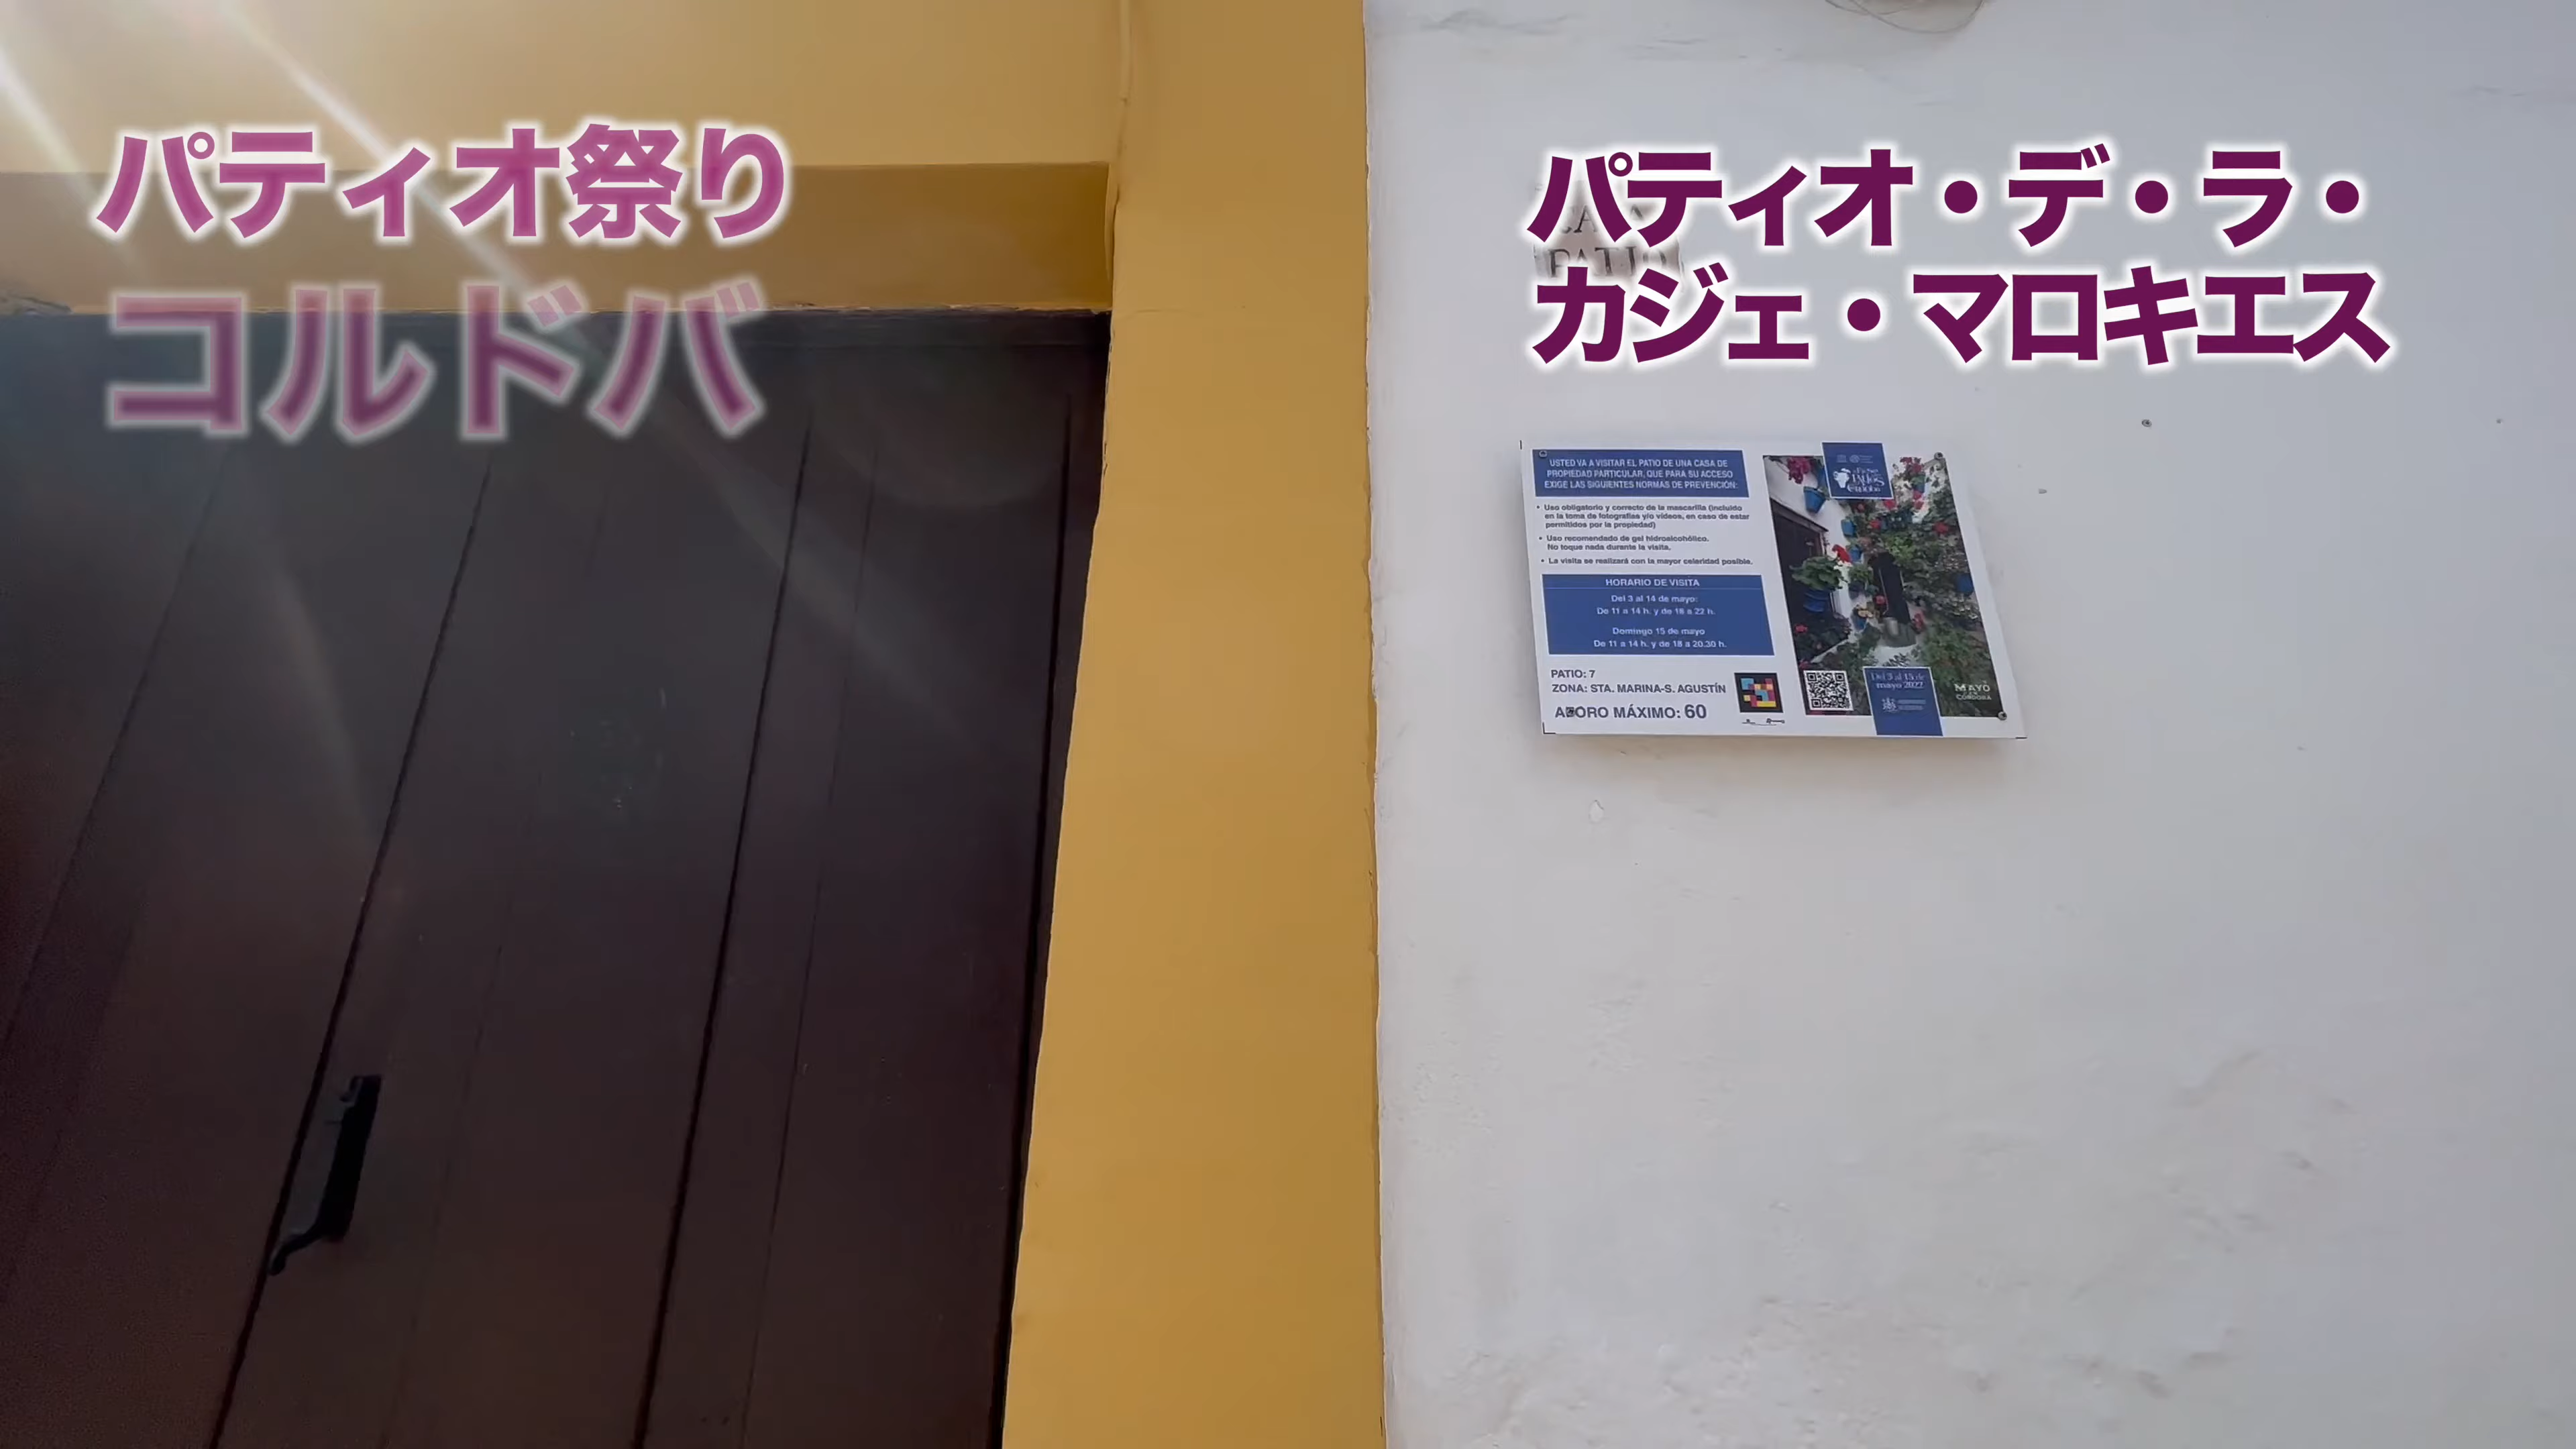 パティオ祭り
コルドバ
パティオ・デ・ラ・
カジェ・マロキエス
PATIO
USTED VA A VISITAR EL PATIO DE UNA CASA DE
PROPIEDAD PARTICULAR, QUE PARA SU ACCESO
EXIGE LAS SIGUIENTES NORMAS DE PREVENCIÓN:
• Uso obligatorio y correcto de la mascarilla (incluido
en la toma de fotografías y/o vídeos, en caso de estar
permitidos por la propiedad)
• Uso recomendado de gel hidroalcohólico.
No toque nada durante la visita.
• La visita se realizará con la mayor celeridad posible.
HORARIO DE VISITA
Del 3 al 14 de mayo:
De 11 a 14 h. y de 18 a 22 h.
Domingo 15 de mayo
De 11 a 14 h. y de 18 a 20.30 h.
PATIO: 7
ZONA: STA. MARINA-S. AGUSTÍN
AFORO MÁXIMO: 60
Patios
Córdoba
Del 3 al 15 de
mayo 2022
MAYO
CÓRDOBA